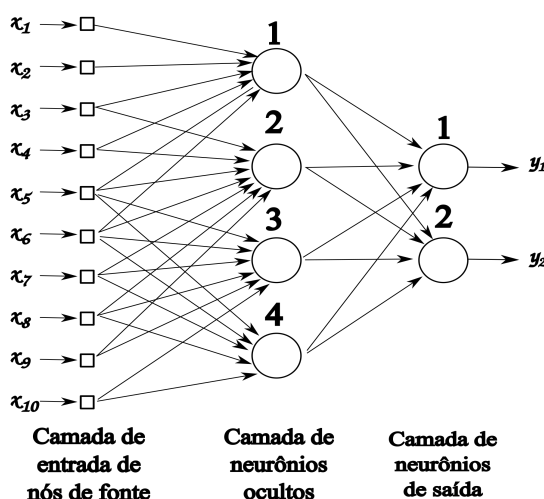 x1
x2
x3
x4
x5
x6
x7
x8
x9
x10
1
2
3
4
1
2
y1
y2
Camada de
entrada de
nós de fonte
Camada de
neurônios
ocultos
Camada de
neurônios
de saída